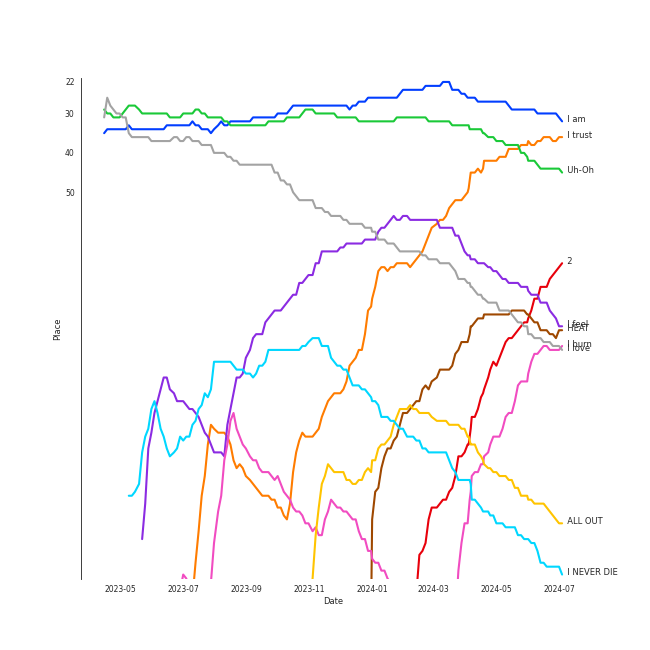 22
30
40
50
Place
I am
I trust
Uh-Oh
2
I feel
HEAT
I burn
I love
ALL OUT
I NEVER DIE
2023-05
2023-07
2023-09
2023-11
2024-01
2024-03
2024-05
2024-07
Date